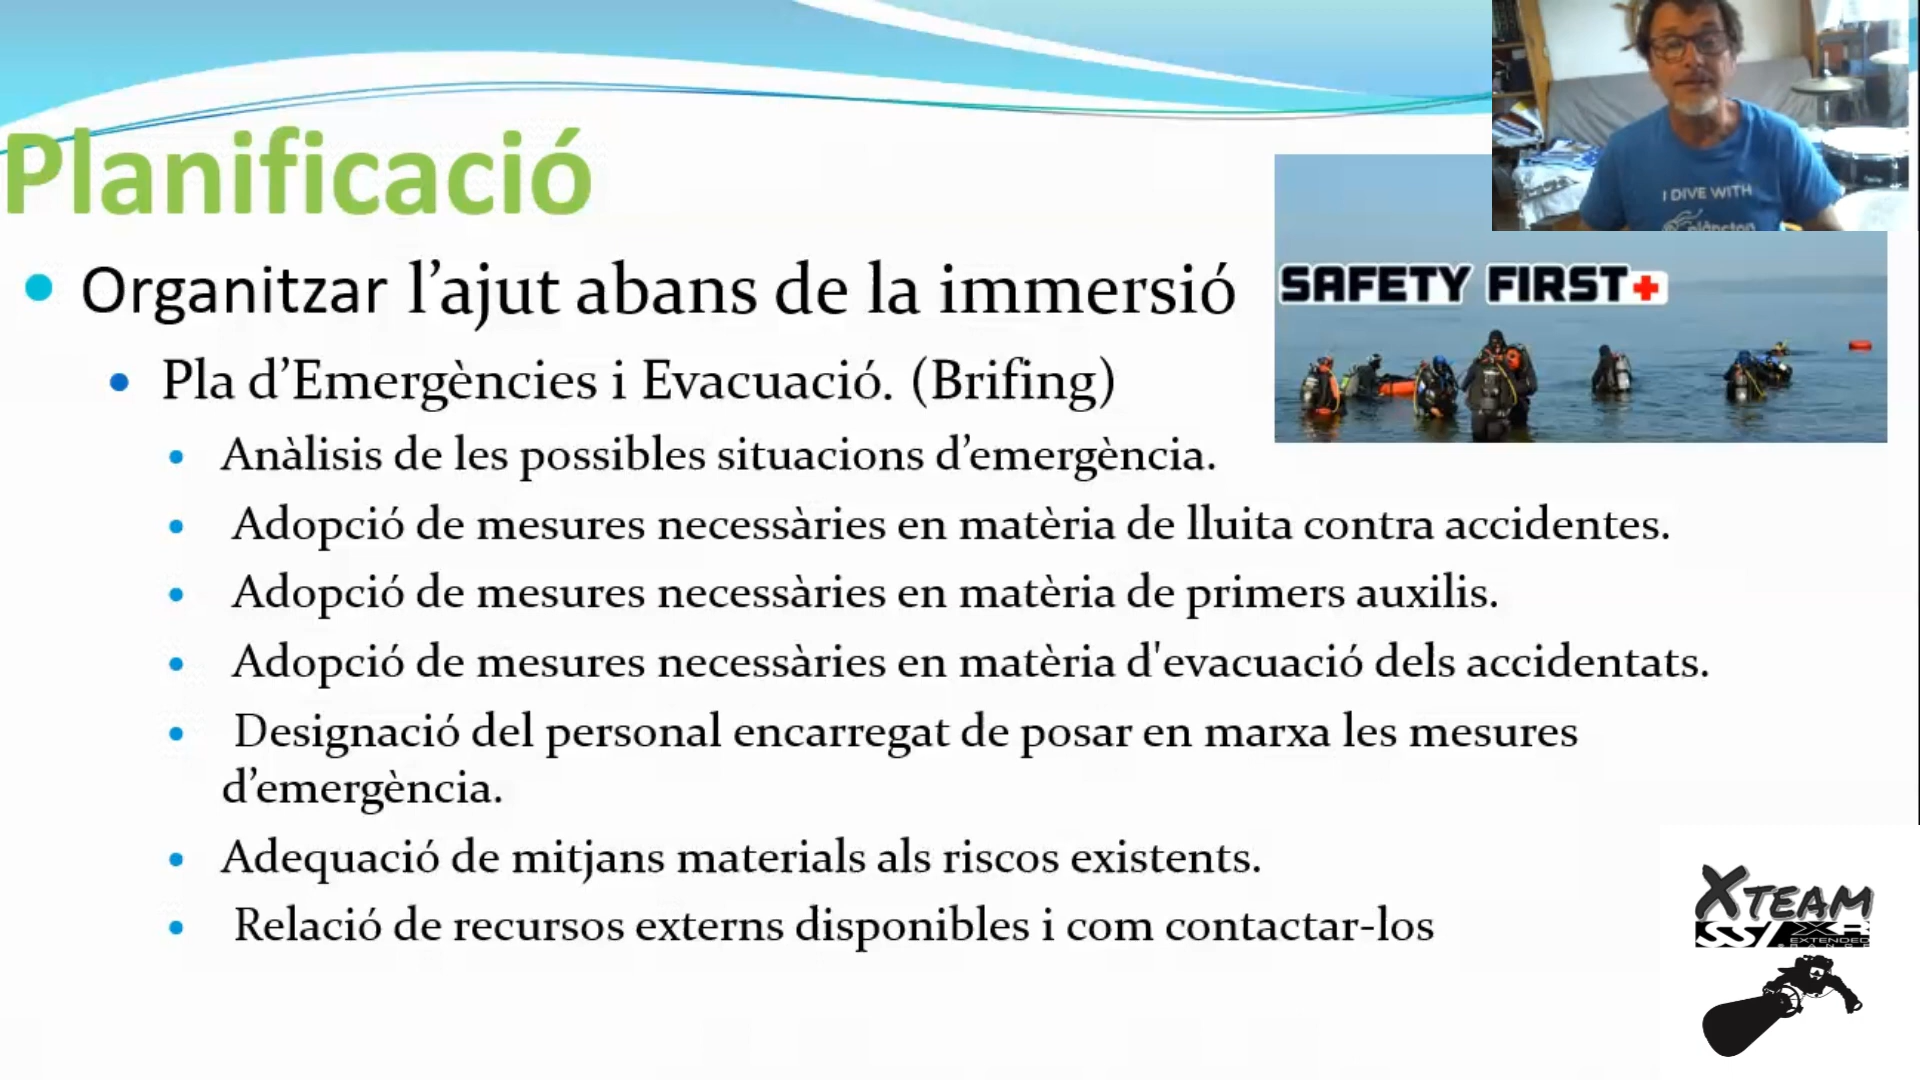 Planificació
Organitzar l’ajut abans de la immersió
Pla d’Emergències i Evacuació. (Brifing)
Anàlisis de les possibles situacions d’emergència.
Adopció de mesures necessàries en matèria de lluita contra accidentes.
Adopció de mesures necessàries en matèria de primers auxilis.
Adopció de mesures necessàries en matèria d'evacuació dels accidentats.
Designació del personal encarregat de posar en marxa les mesures
d’emergència.
Adequació de mitjans materials als riscos existents.
Relació de recursos externs disponibles i com contactar-los
SAFETY FIRST
I DIVE WITH
plàncton
XTEAM
SSI XR
EXTENDED
RANGE